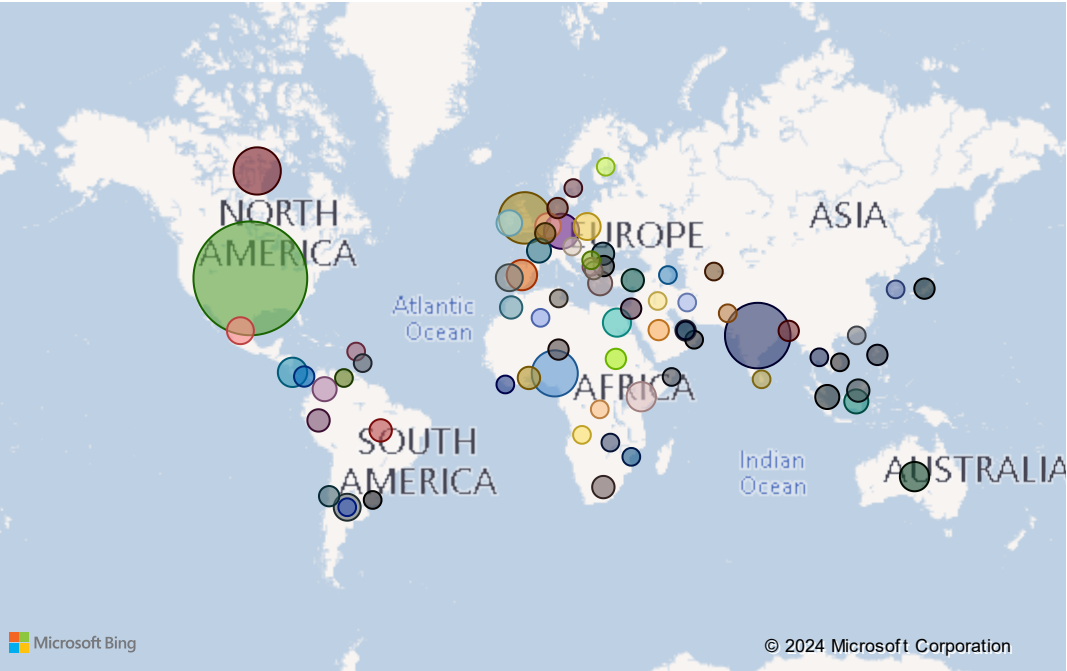 NORTH
AMERICA
EUROPE
ASIA
Atlantic
Ocean
AFRICA
SOUTH
AMERICA
Indian
Ocean
AUSTRALIA
Microsoft Bing
© 2024 Microsoft Corporation